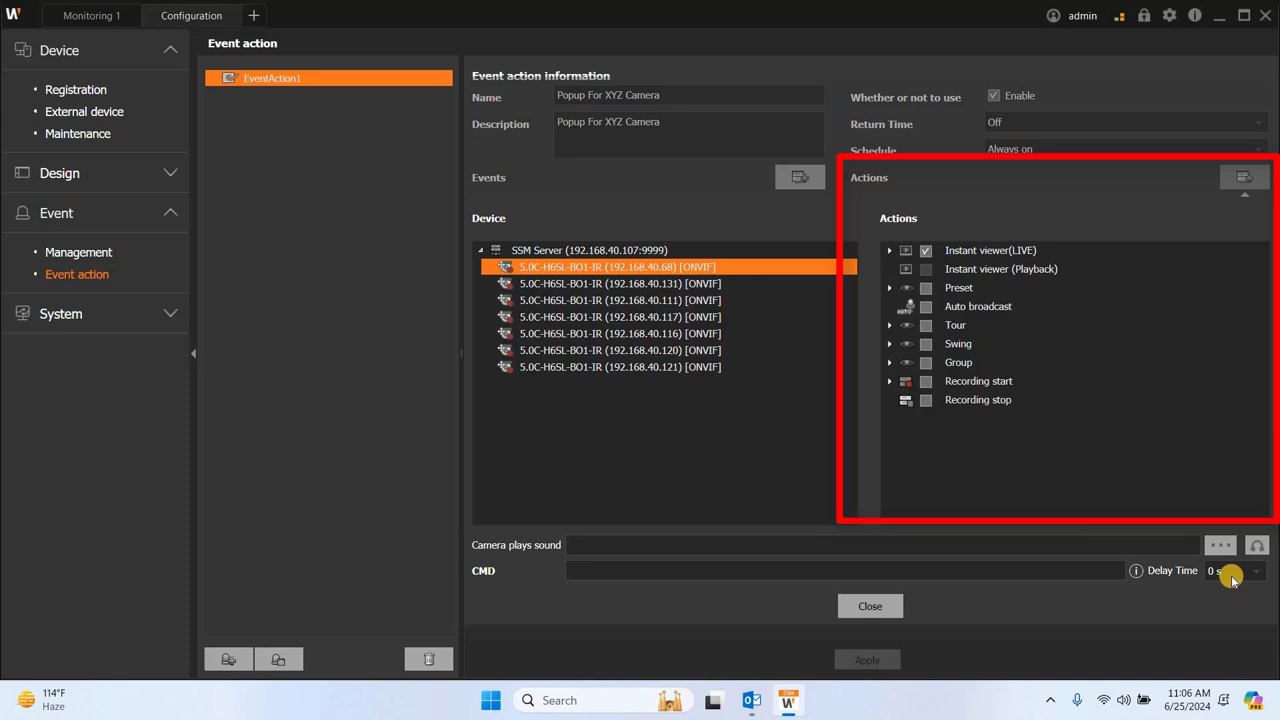 Monitoring 1
Configuration
admin
Device
Registration
External device
Maintenance
Design
Event
Management
Event action
System
Event action
EventAction1
Event action information
Name
Popup For XYZ Camera
Description
Popup For XYZ Camera
Whether or not to use
Enable
Return Time
Off
Schedule
Always on
Events
Actions
Device
SSM Server (192.168.40.107:9999)
5.0C-H6SL-BO1-IR (192.168.40.68) [ONVIF]
5.0C-H6SL-BO1-IR (192.168.40.131) [ONVIF]
5.0C-H6SL-BO1-IR (192.168.40.111) [ONVIF]
5.0C-H6SL-BO1-IR (192.168.40.117) [ONVIF]
5.0C-H6SL-BO1-IR (192.168.40.116) [ONVIF]
5.0C-H6SL-BO1-IR (192.168.40.120) [ONVIF]
5.0C-H6SL-BO1-IR (192.168.40.121) [ONVIF]
Actions
Instant viewer(LIVE)
Instant viewer (Playback)
Preset
AUTO Auto broadcast
Tour
Swing
Group
Recording start
Recording stop
Camera plays sound
CMD
Delay Time
0 s
Close
Apply
114°F
Haze
Search
SSM
11:06 AM
6/25/2024
PRE